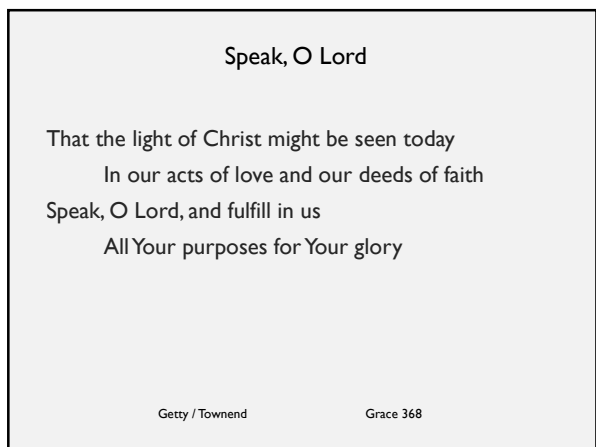 Speak, O Lord
That the light of Christ might be seen today
In our acts of love and our deeds of faith
Speak, O Lord, and fulfill in us
All Your purposes for Your glory
Getty / Townend Grace 368